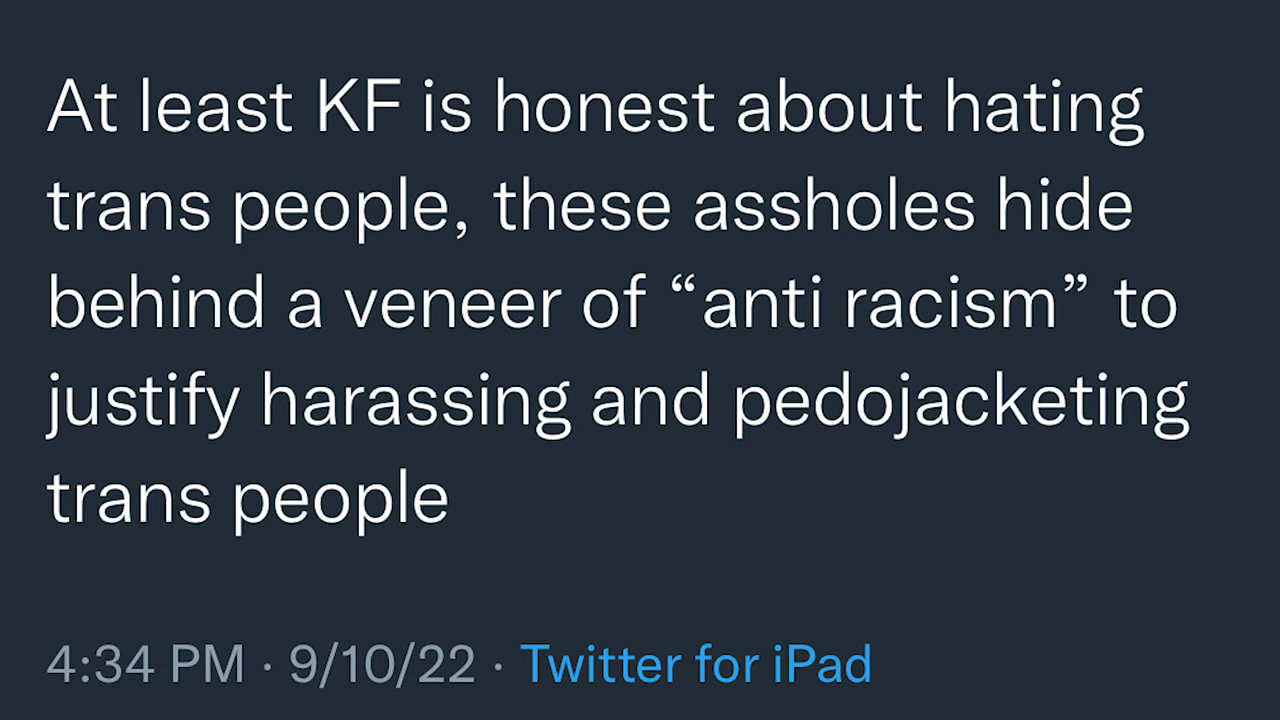 At least KF is honest about hating
trans people, these assholes hide
behind a veneer of “anti racism” to
justify harassing and pedojacketing
trans people
4:34 PM · 9/10/22 · Twitter for iPad